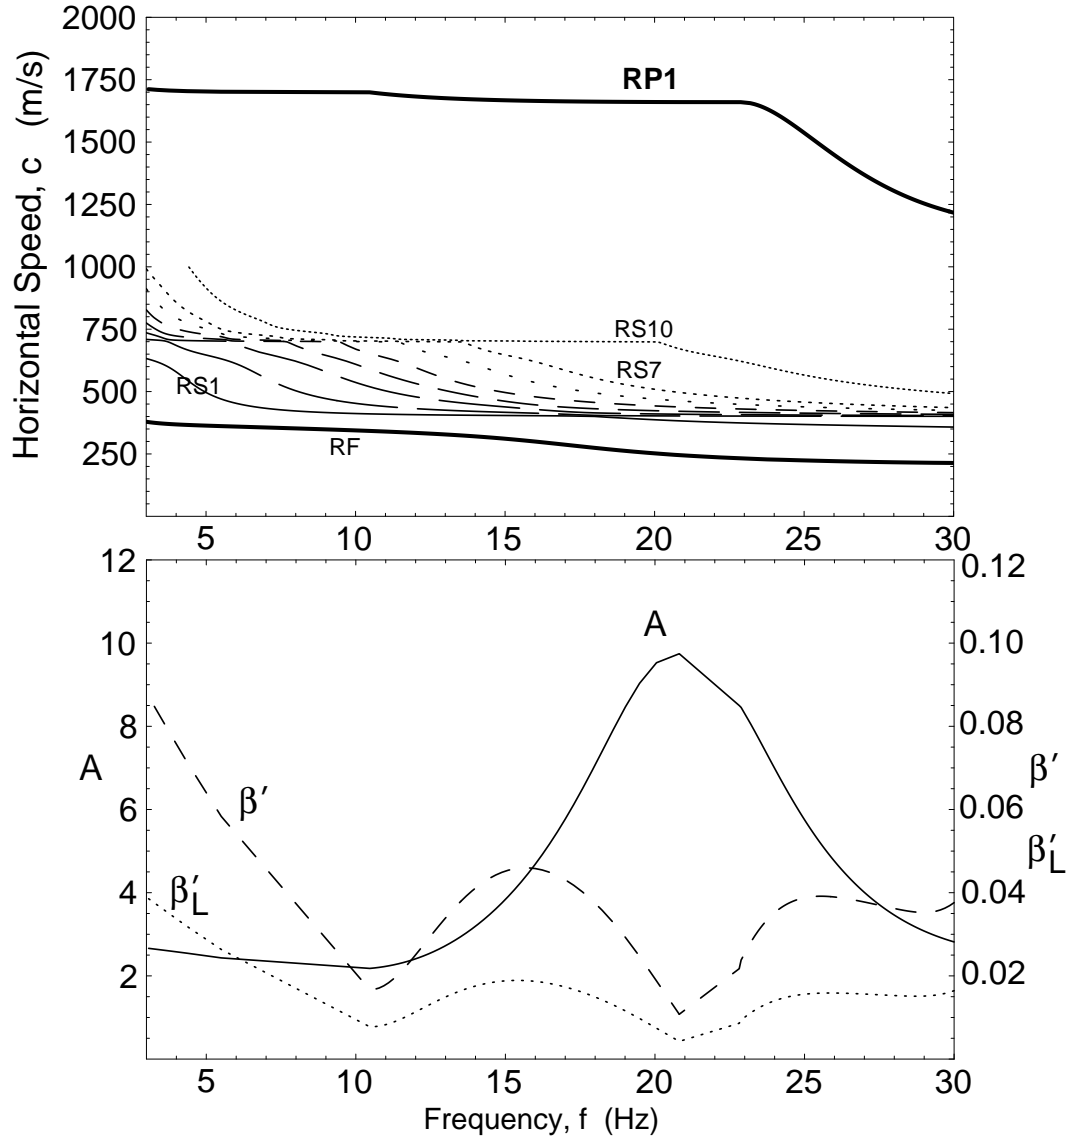 2000
1750
1500
1250
1000
750
500
250
Horizontal Speed, c (m/s)
RP1
RS10
RS7
RS1
RF
5 10 15 20 25 30
12
10
8
6
4
2
A
A
β′
β′L
0.12
0.10
0.08
0.06
0.04
0.02
β′
β′L
5 10 15 20 25 30
Frequency, f (Hz)